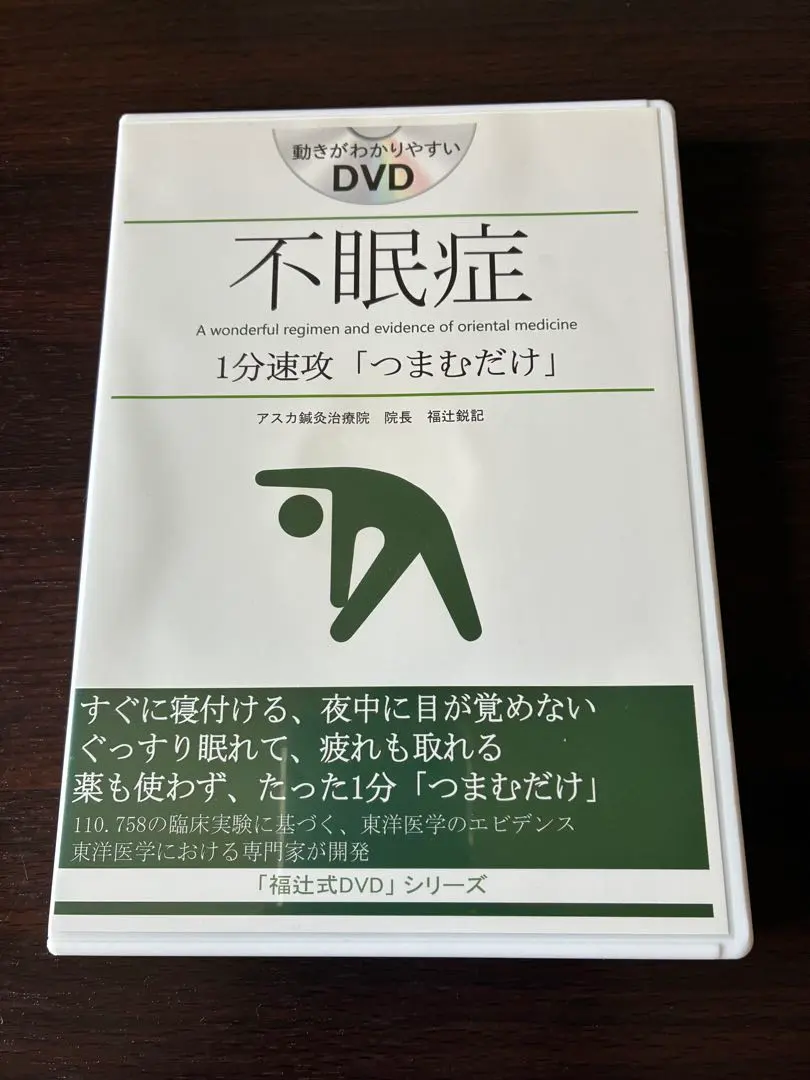 動きがわかりやすい
DVD
不眠症
A wonderful regimen and evidence of oriental medicine
1分速攻「つまむだけ」
アスカ鍼灸治療院 院長 福辻鋭記
すぐに寝付ける、夜中に目が覚めない
ぐっすり眠れて、疲れも取れる
薬も使わず、たった1分「つまむだけ」
110.758の臨床実験に基づく、東洋医学のエビデンス
東洋医学における専門家が開発
「福辻式DVD」シリーズ